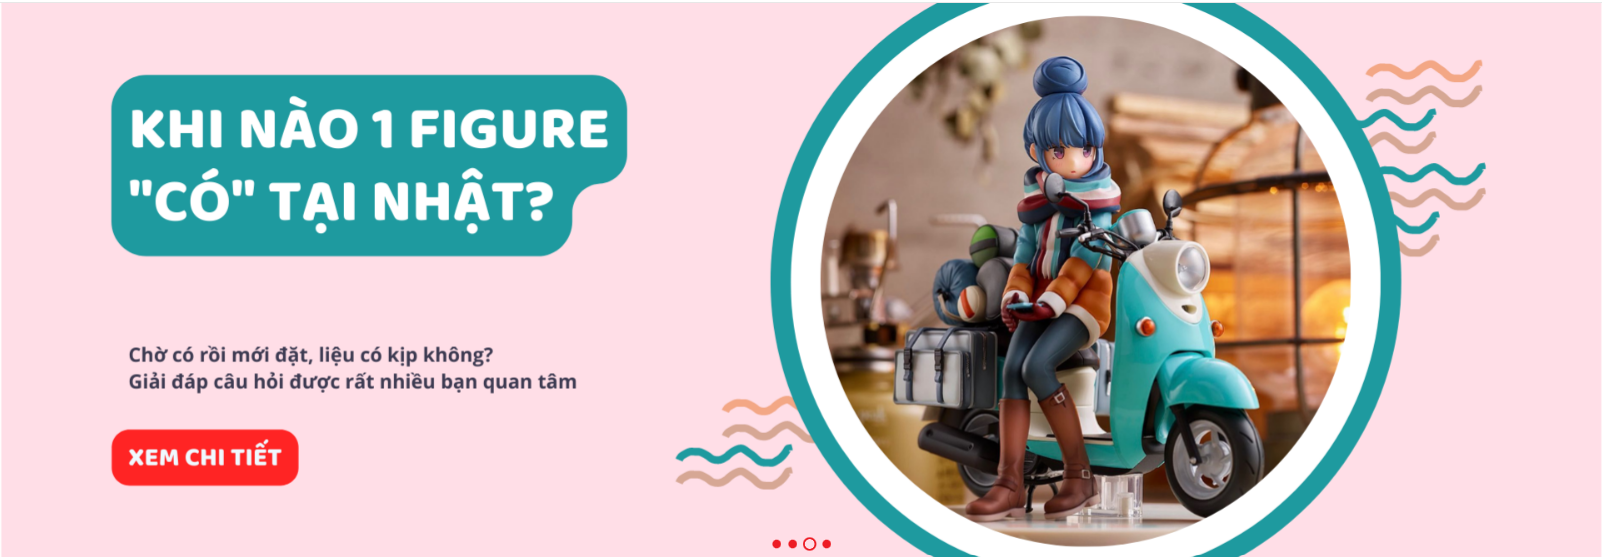 KHI NÀO 1 FIGURE
"CÓ" TẠI NHẬT?
Chờ có rồi mới đặt, liệu có kịp không?
Giải đáp câu hỏi được rất nhiều bạn quan tâm
XEM CHI TIẾT